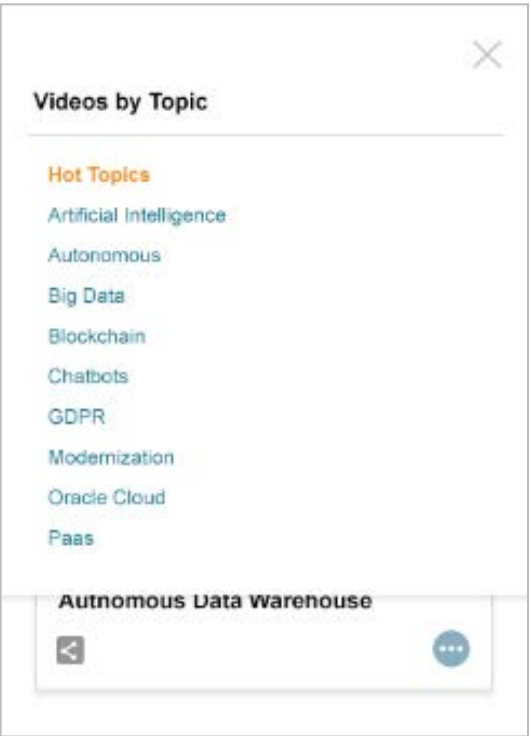 Videos by Topic
Hot Topics
Artificial Intelligence
Autonomous
Big Data
Blockchain
Chatbots
GDPR
Modernization
Oracle Cloud
Paas
Autnomous Data Warehouse